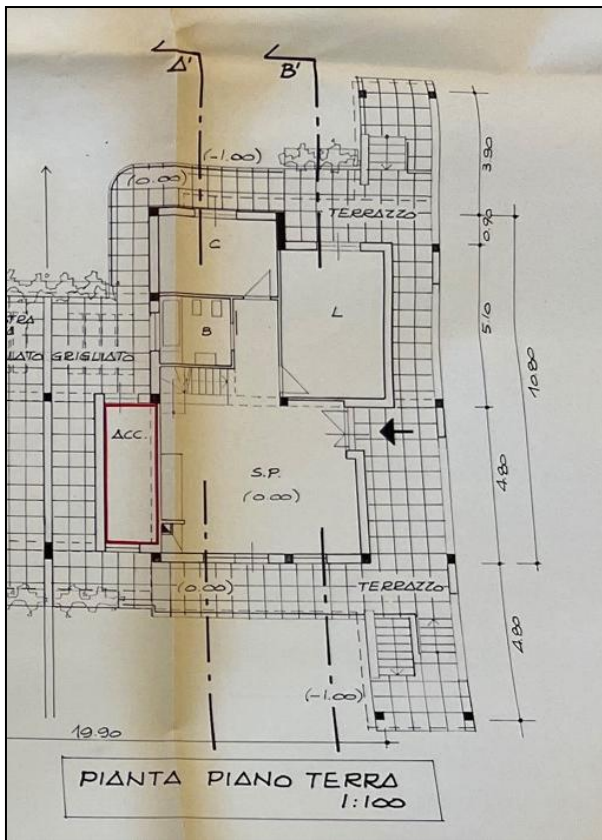 A' B'
(-1.00)
(0.00)
3.90
TERRAZZO
0.90
C
L
5.10
B
GRIGLIATO
10.80
ACC.
S.P.
(0.00)
4.80
(0.00)
TERRAZZO
4.80
(-1.00)
19.90
PIANTA PIANO TERRA
1:100